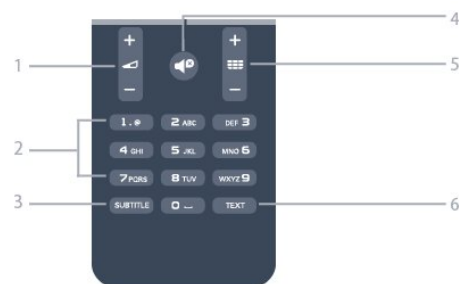 4
+ +
1 5
- -
1 . @ 2 ABC DEF 3
2
4 GHI 5 JKL MNO 6
7 PQRS 8 TUV WXYZ 9
3 SUBTITLE 0 ⎵ TEXT 6